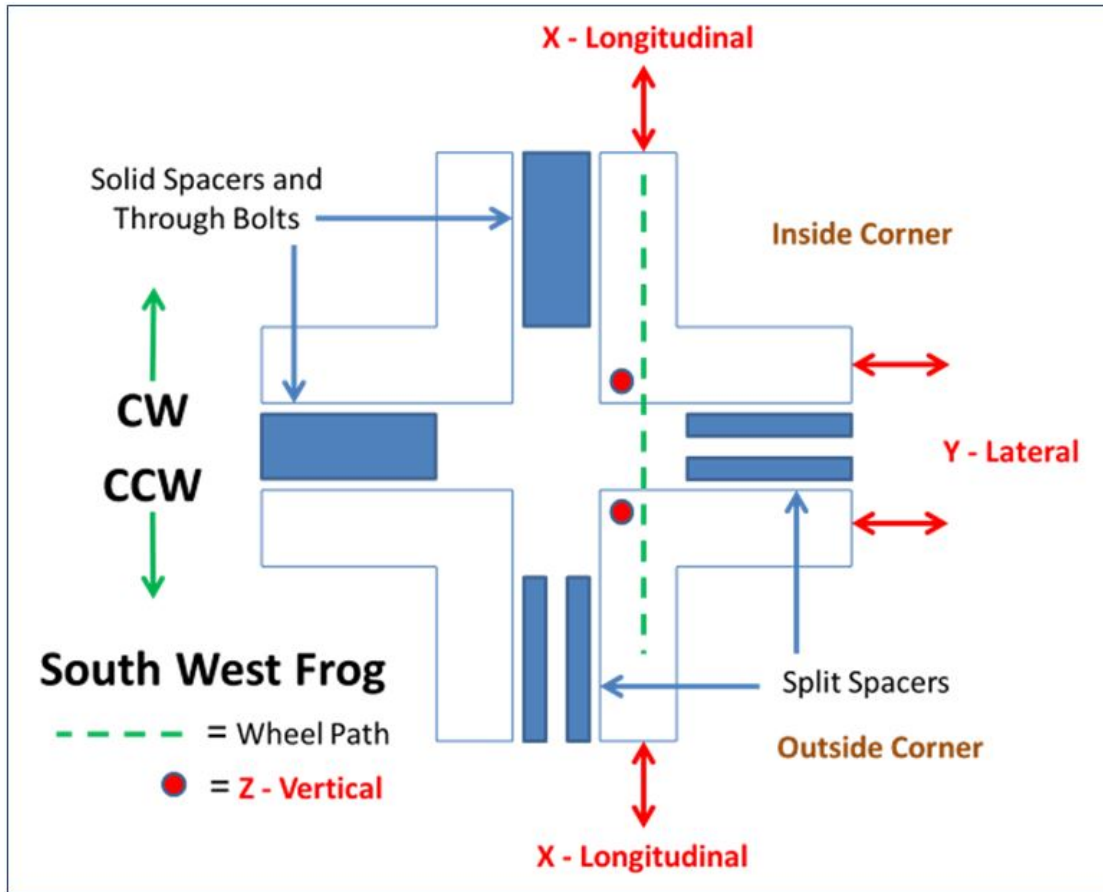 X - Longitudinal
Solid Spacers and
Through Bolts
Inside Corner
CW
CCW
Y - Lateral
South West Frog
= Wheel Path
= Z - Vertical
Split Spacers
Outside Corner
X - Longitudinal